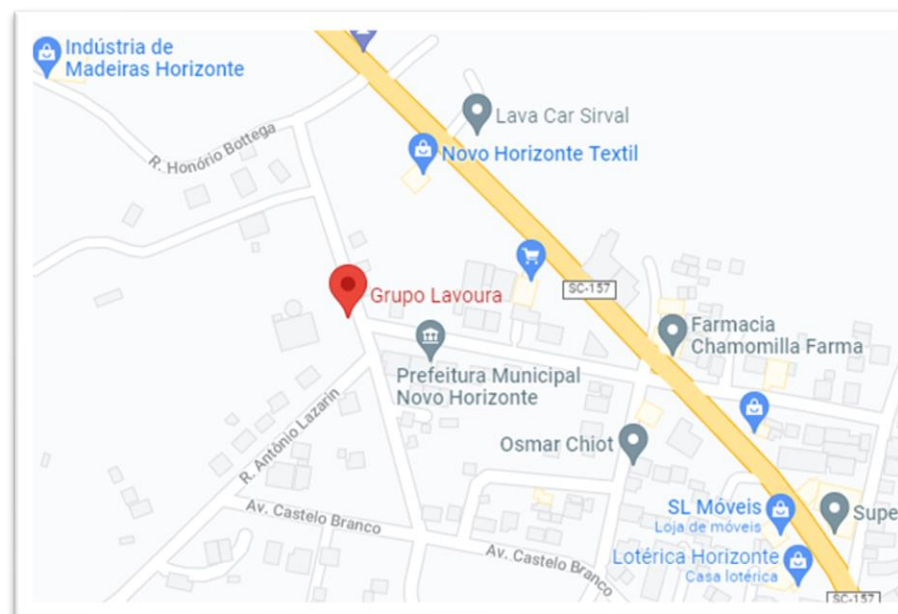 Indústria de
Madeiras Horizonte
R. Honório Bottega
Lava Car Sirval
Novo Horizonte Textil
SC-157
Grupo Lavoura
Farmacia
Chamomilla Farma
Prefeitura Municipal
Novo Horizonte
R. Antônio Lazarin
Osmar Chiot
Av. Castelo Branco
SL Móveis
Loja de móveis
Supe
Av. Castelo Branco
Lotérica Horizonte
Casa lotérica
SC-157